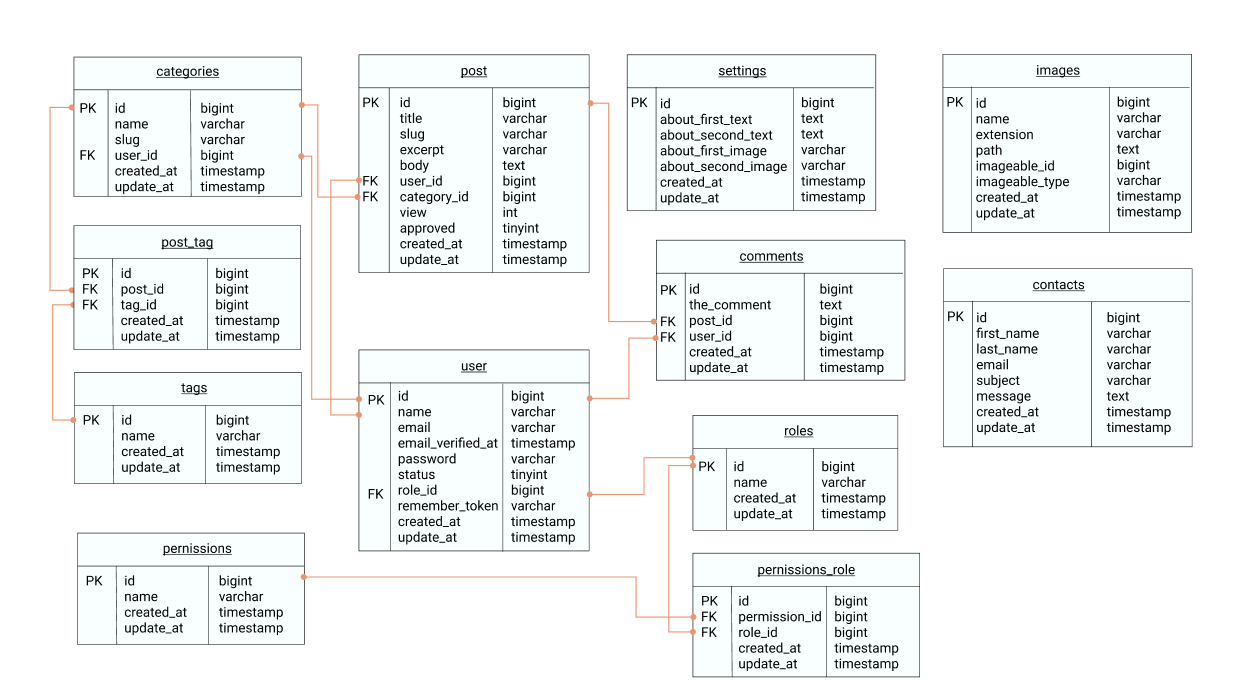 categories
PK id bigint
name varchar
slug varchar
FK user_id bigint
created_at timestamp
update_at timestamp
post
PK id bigint
title varchar
slug varchar
excerpt varchar
body text
FK user_id bigint
FK category_id bigint
view int
approved tinyint
created_at timestamp
update_at timestamp
settings
PK id bigint
about_first_text text
about_second_text text
about_first_image varchar
about_second_image varchar
created_at timestamp
update_at timestamp
images
PK id bigint
name varchar
extension varchar
path text
imageable_id bigint
imageable_type varchar
created_at timestamp
update_at timestamp
post_tag
PK id bigint
FK post_id bigint
FK tag_id bigint
created_at timestamp
update_at timestamp
comments
PK id bigint
the_comment text
FK post_id bigint
FK user_id bigint
created_at timestamp
update_at timestamp
contacts
PK id bigint
first_name varchar
last_name varchar
email varchar
subject varchar
message text
created_at timestamp
update_at timestamp
tags
PK id bigint
name varchar
created_at timestamp
update_at timestamp
user
PK id bigint
name varchar
email varchar
email_verified_at timestamp
password varchar
status tinyint
FK role_id bigint
remember_token varchar
created_at timestamp
update_at timestamp
roles
PK id bigint
name varchar
created_at timestamp
update_at timestamp
pernissions
PK id bigint
name varchar
created_at timestamp
update_at timestamp
pernissions_role
PK id bigint
FK permission_id bigint
FK role_id bigint
created_at timestamp
update_at timestamp